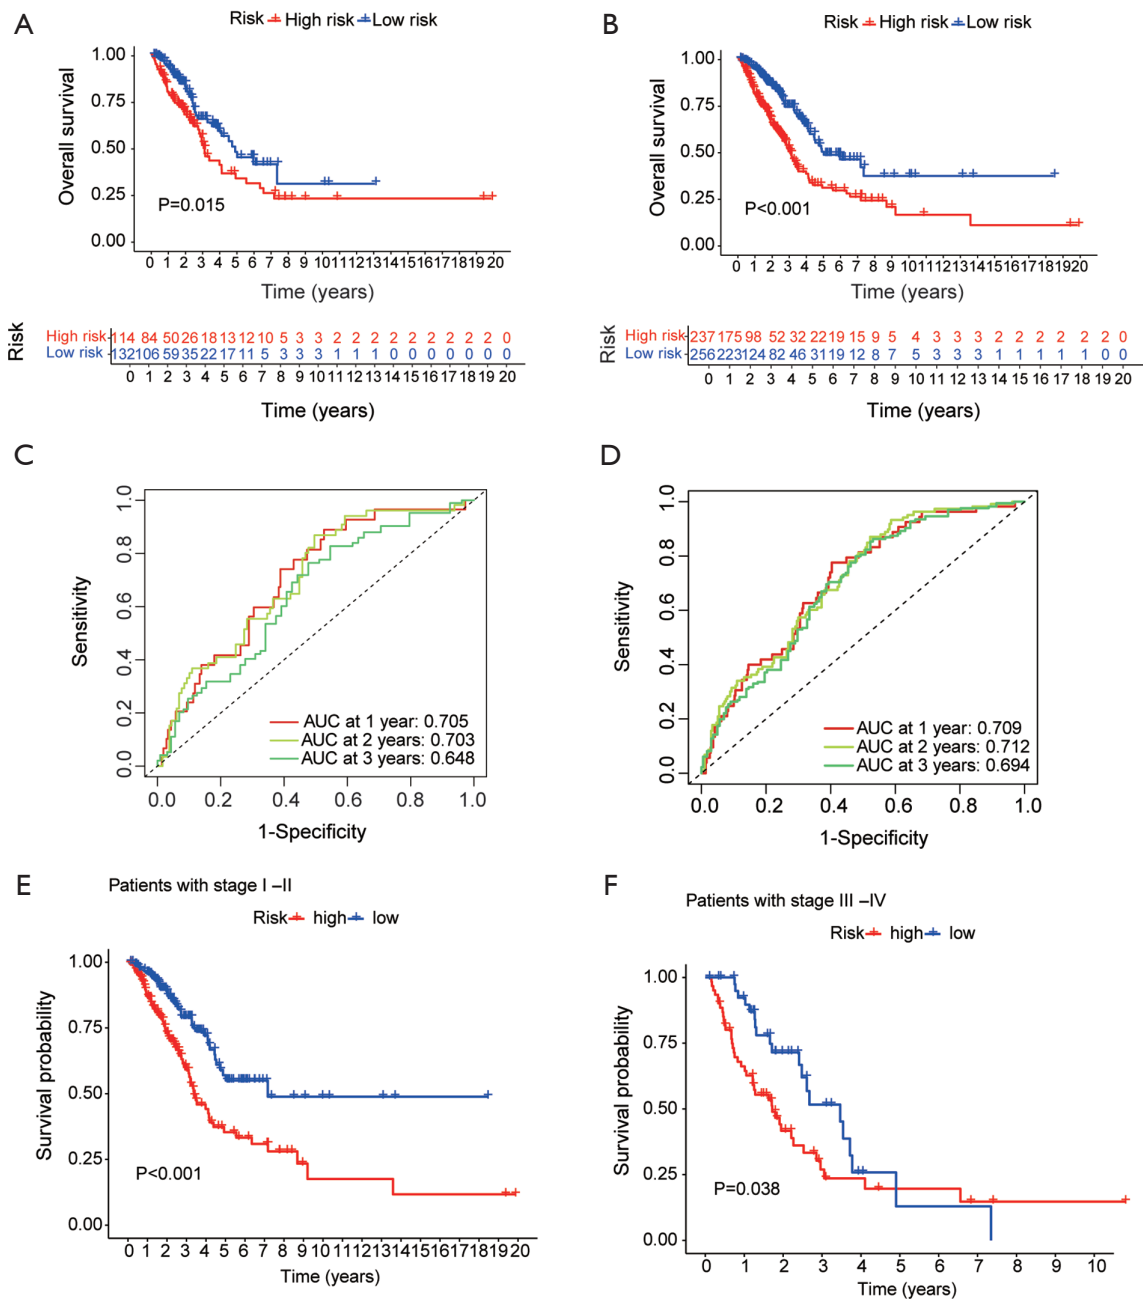 A
Risk High risk Low risk
Overall survival
1.00
0.75
0.50
0.25
0.00
P=0.015
0 1 2 3 4 5 6 7 8 9 10 11 12 13 14 15 16 17 18 19 20
Time (years)
Risk
High risk 114 84 50 26 18 13 12 10 5 3 3 2 2 2 2 2 2 2 2 2 0
Low risk 132 106 59 35 22 17 11 5 3 3 3 1 1 1 0 0 0 0 0 0 0
0 1 2 3 4 5 6 7 8 9 10 11 12 13 14 15 16 17 18 19 20
Time (years)
B
Risk High risk Low risk
Overall survival
1.00
0.75
0.50
0.25
0.00
P<0.001
0 1 2 3 4 5 6 7 8 9 10 11 12 13 14 15 16 17 18 19 20
Time (years)
Risk
High risk 237 175 98 52 32 22 19 15 9 5 4 3 3 3 2 2 2 2 2 2 0
Low risk 256 223 124 82 46 31 19 12 8 7 5 3 3 3 1 1 1 1 1 0 0
0 1 2 3 4 5 6 7 8 9 10 11 12 13 14 15 16 17 18 19 20
Time (years)
C
Sensitivity
1.0
0.8
0.6
0.4
0.2
0.0
AUC at 1 year: 0.705
AUC at 2 years: 0.703
AUC at 3 years: 0.648
0.0 0.2 0.4 0.6 0.8 1.0
1-Specificity
D
Sensitivity
1.0
0.8
0.6
0.4
0.2
0.0
AUC at 1 year: 0.709
AUC at 2 years: 0.712
AUC at 3 years: 0.694
0.0 0.2 0.4 0.6 0.8 1.0
1-Specificity
E
Patients with stage I –II
Risk high low
Survival probability
1.00
0.75
0.50
0.25
0.00
P<0.001
0 1 2 3 4 5 6 7 8 9 10 11 12 13 14 15 16 17 18 19 20
Time (years)
F
Patients with stage III –IV
Risk high low
Survival probability
1.00
0.75
0.50
0.25
0.00
P=0.038
0 1 2 3 4 5 6 7 8 9 10
Time (years)